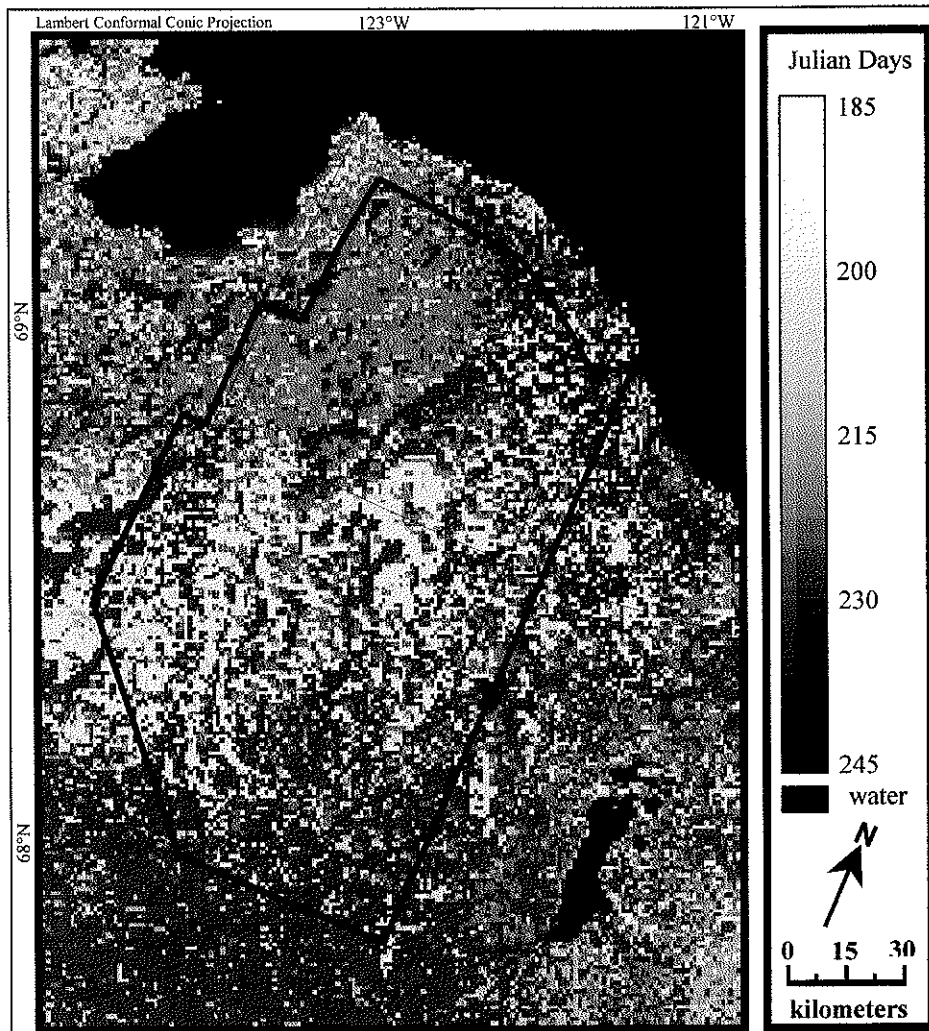 Lambert Conformal Conic Projection
123°W
121°W
69°N
68°N
Julian Days
185
200
215
230
245
water
N
0 15 30
kilometers